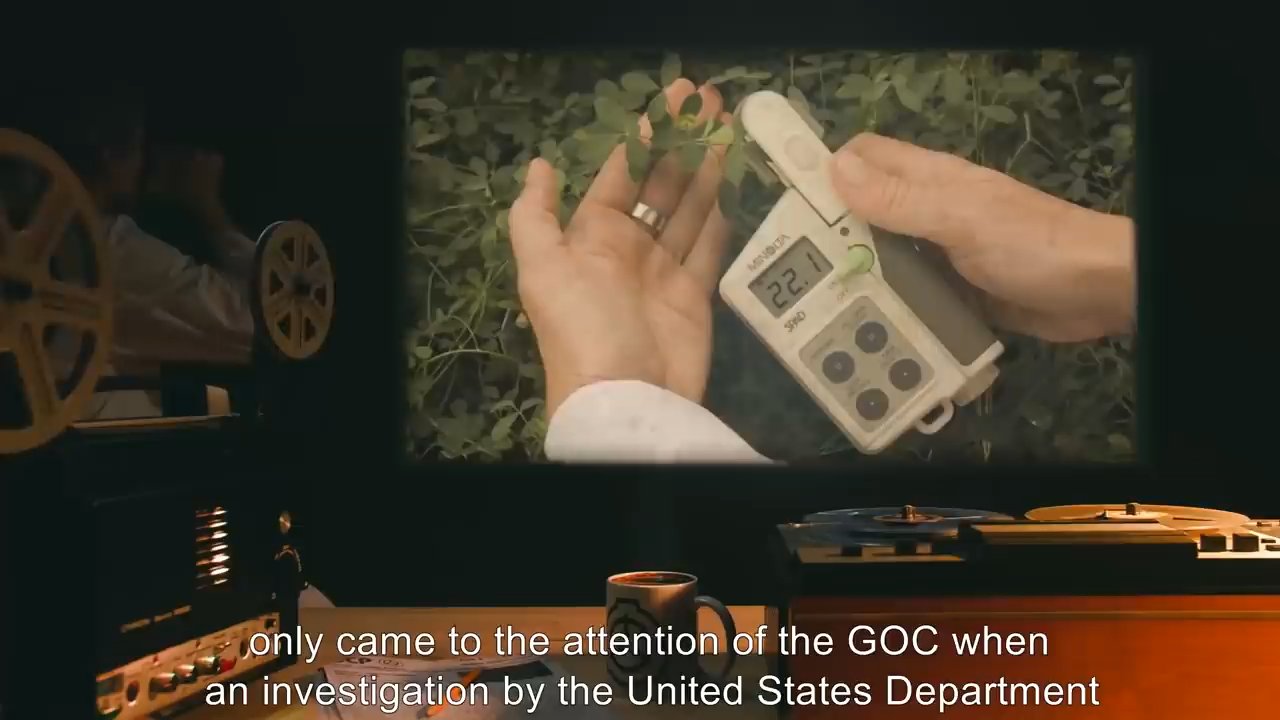 MINOLTA
22.1
SPAD
only came to the attention of the GOC when
an investigation by the United States Department